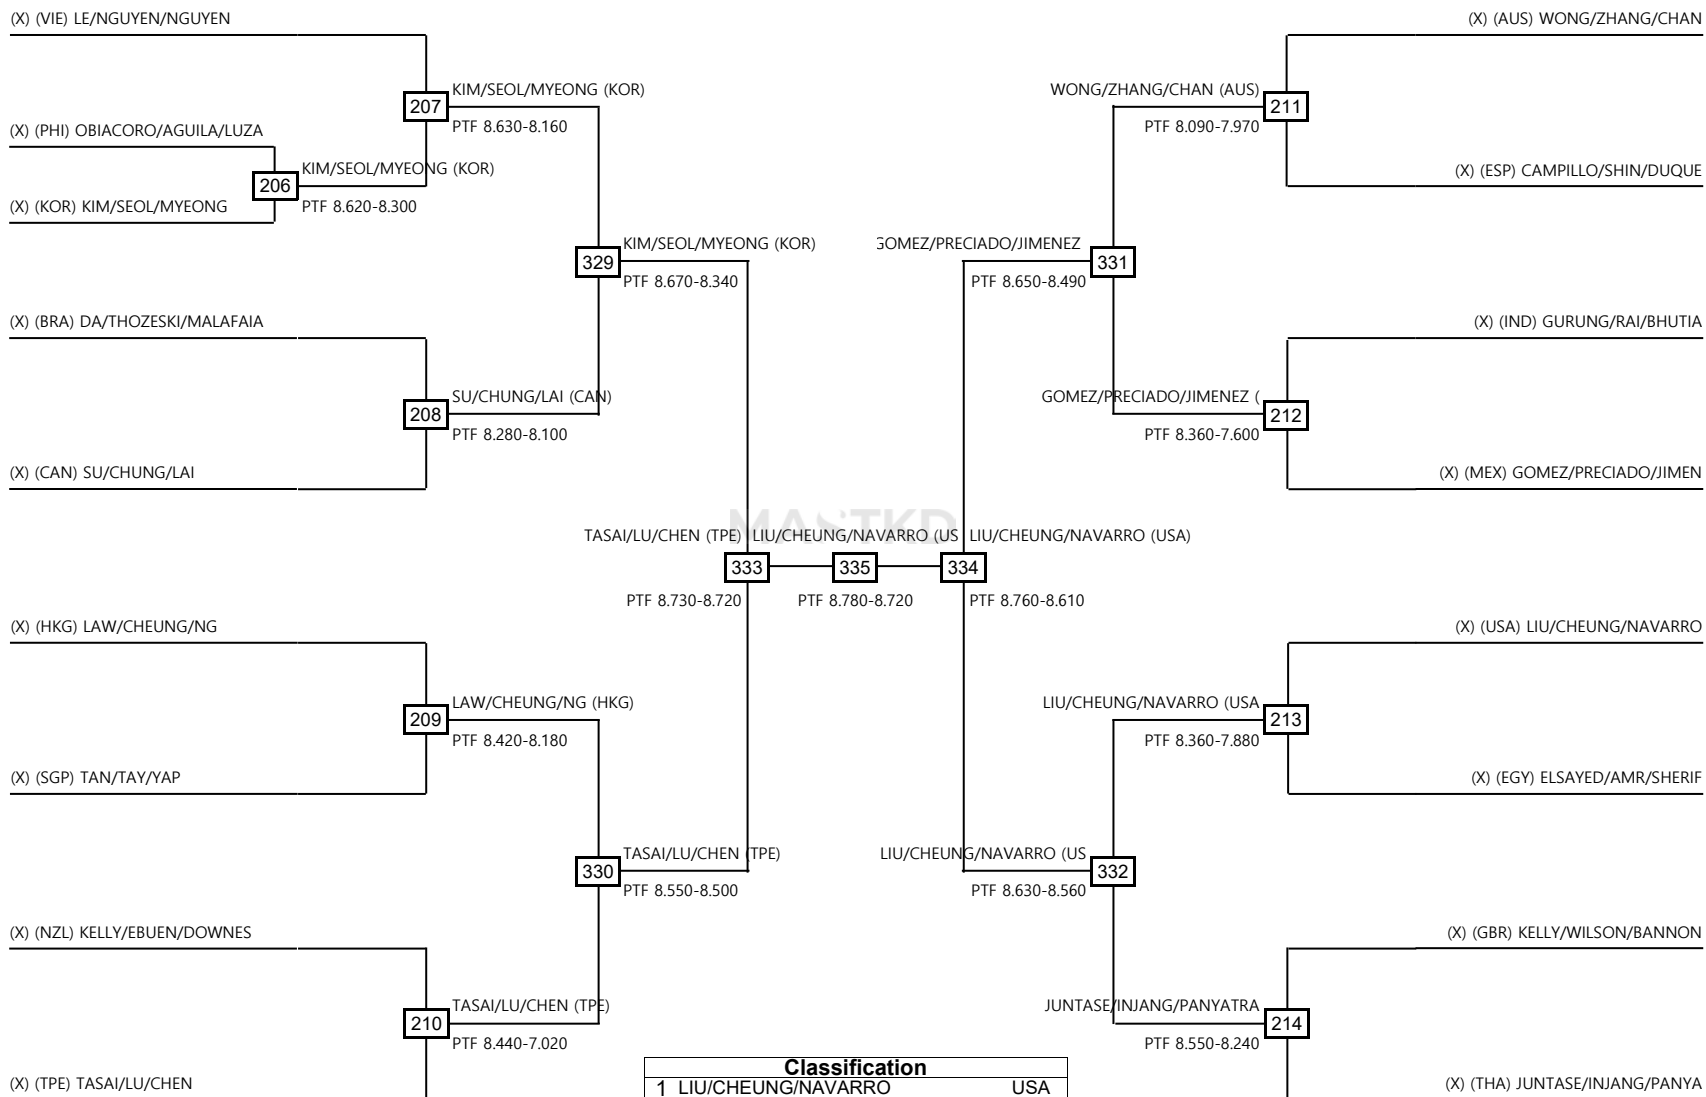 (X) (VIE) LE/NGUYEN/NGUYEN
(X) (PHI) OBIACORO/AGUILA/LUZA
(X) (KOR) KIM/SEOL/MYEONG
206
KIM/SEOL/MYEONG (KOR)
PTF 8.620-8.300
207
KIM/SEOL/MYEONG (KOR)
PTF 8.630-8.160
(X) (BRA) DA/THOZESKI/MALAFAIA
(X) (CAN) SU/CHUNG/LAI
208
SU/CHUNG/LAI (CAN)
PTF 8.280-8.100
329
KIM/SEOL/MYEONG (KOR)
PTF 8.670-8.340
(X) (HKG) LAW/CHEUNG/NG
(X) (SGP) TAN/TAY/YAP
209
LAW/CHEUNG/NG (HKG)
PTF 8.420-8.180
(X) (NZL) KELLY/EBUEN/DOWNES
(X) (TPE) TASAI/LU/CHEN
210
TASAI/LU/CHEN (TPE)
PTF 8.440-7.020
330
TASAI/LU/CHEN (TPE)
PTF 8.550-8.500
MASTKD
TASAI/LU/CHEN (TPE)
333
PTF 8.730-8.720
LIU/CHEUNG/NAVARRO (US
335
PTF 8.780-8.720
LIU/CHEUNG/NAVARRO (USA)
334
PTF 8.760-8.610
(X) (AUS) WONG/ZHANG/CHAN
(X) (ESP) CAMPILLO/SHIN/DUQUE
WONG/ZHANG/CHAN (AUS)
211
PTF 8.090-7.970
GOMEZ/PRECIADO/JIMENEZ
331
PTF 8.650-8.490
(X) (IND) GURUNG/RAI/BHUTIA
(X) (MEX) GOMEZ/PRECIADO/JIMEN
GOMEZ/PRECIADO/JIMENEZ (
212
PTF 8.360-7.600
(X) (USA) LIU/CHEUNG/NAVARRO
(X) (EGY) ELSAYED/AMR/SHERIF
LIU/CHEUNG/NAVARRO (USA
213
PTF 8.360-7.880
LIU/CHEUNG/NAVARRO (US
332
PTF 8.630-8.560
(X) (GBR) KELLY/WILSON/BANNON
(X) (THA) JUNTASE/INJANG/PANYA
JUNTASE/INJANG/PANYATRA
214
PTF 8.550-8.240
Classification
1 LIU/CHEUNG/NAVARRO USA